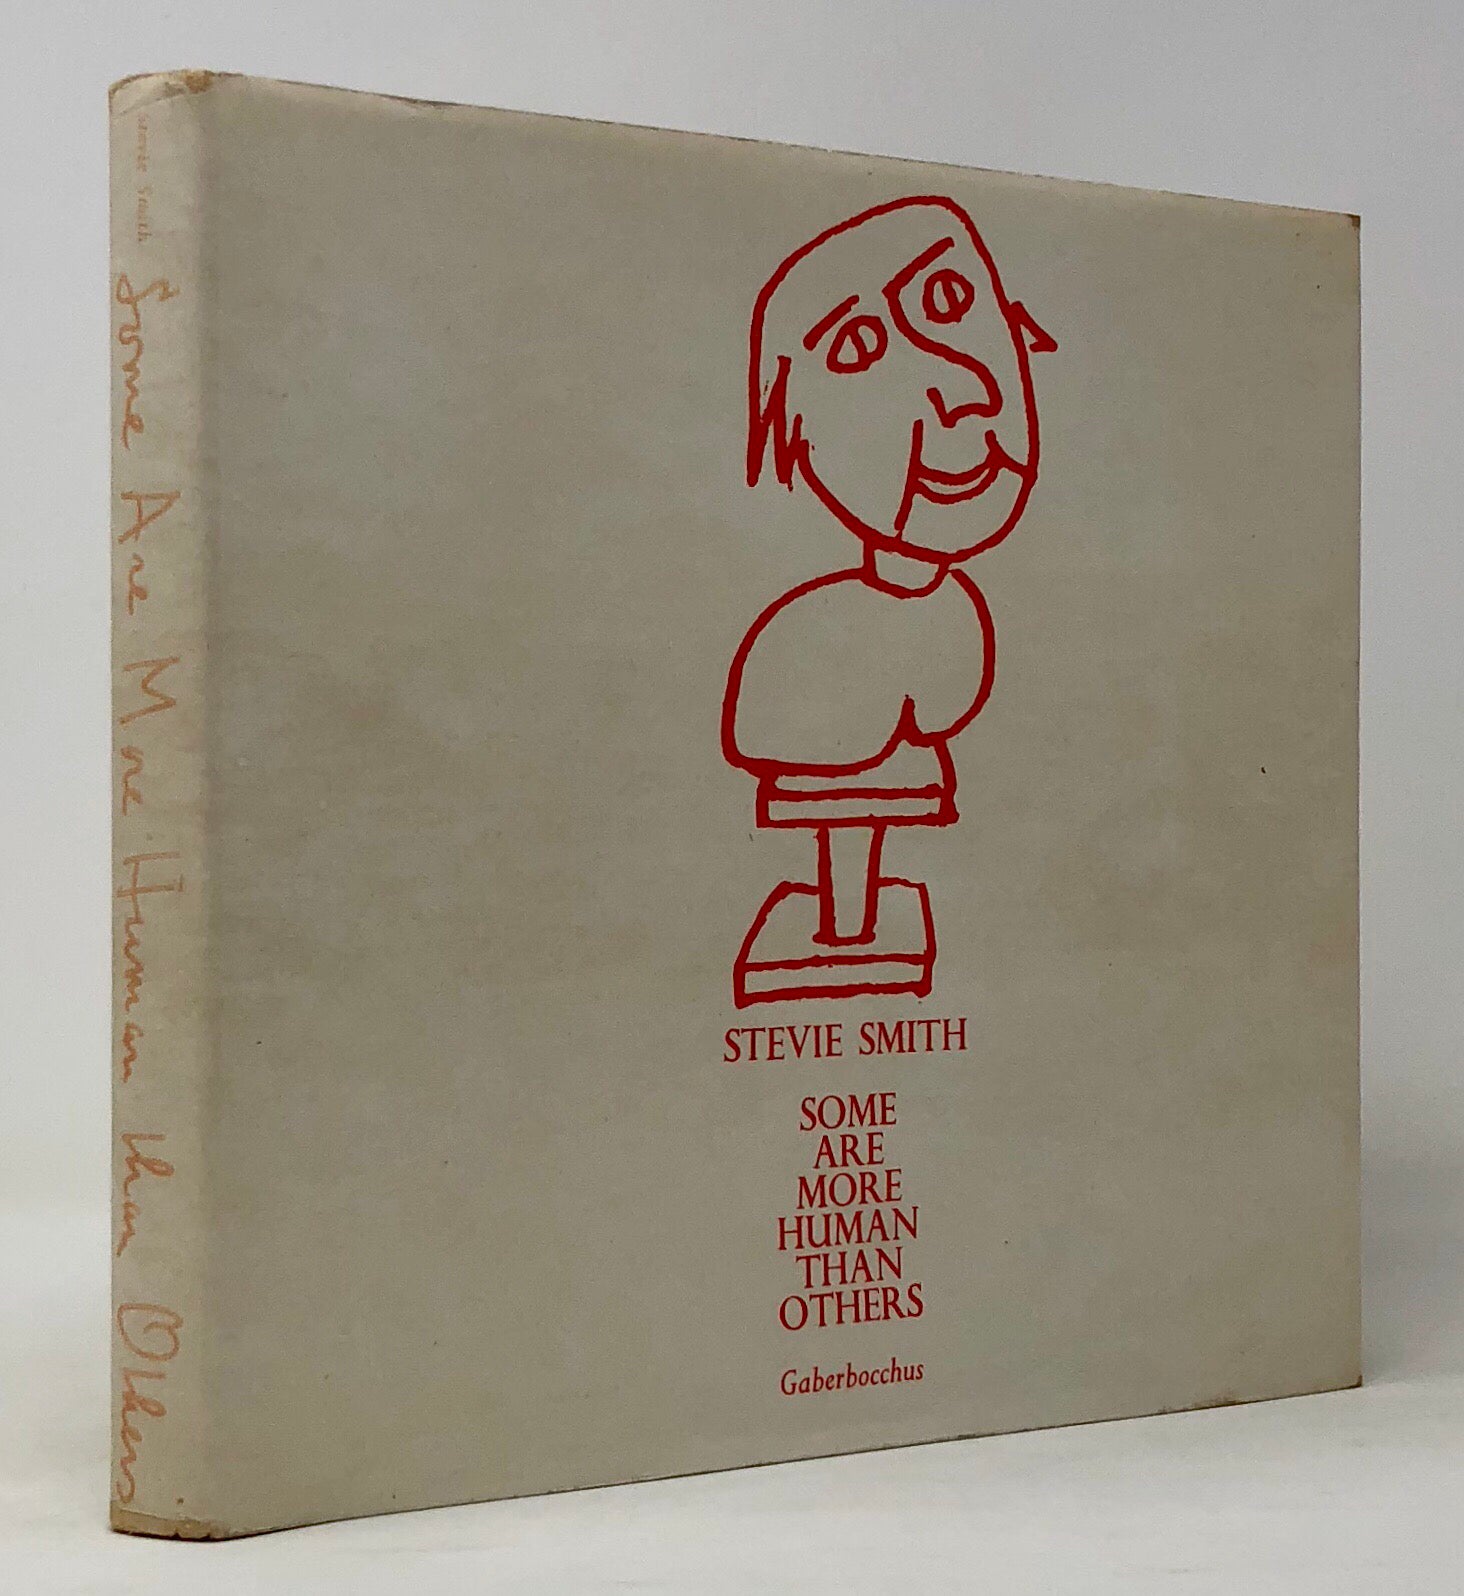 Stevie Smith Some Are More Human than Others
STEVIE SMITH
SOME
ARE
MORE
HUMAN
THAN
OTHERS
Gaberbocchus